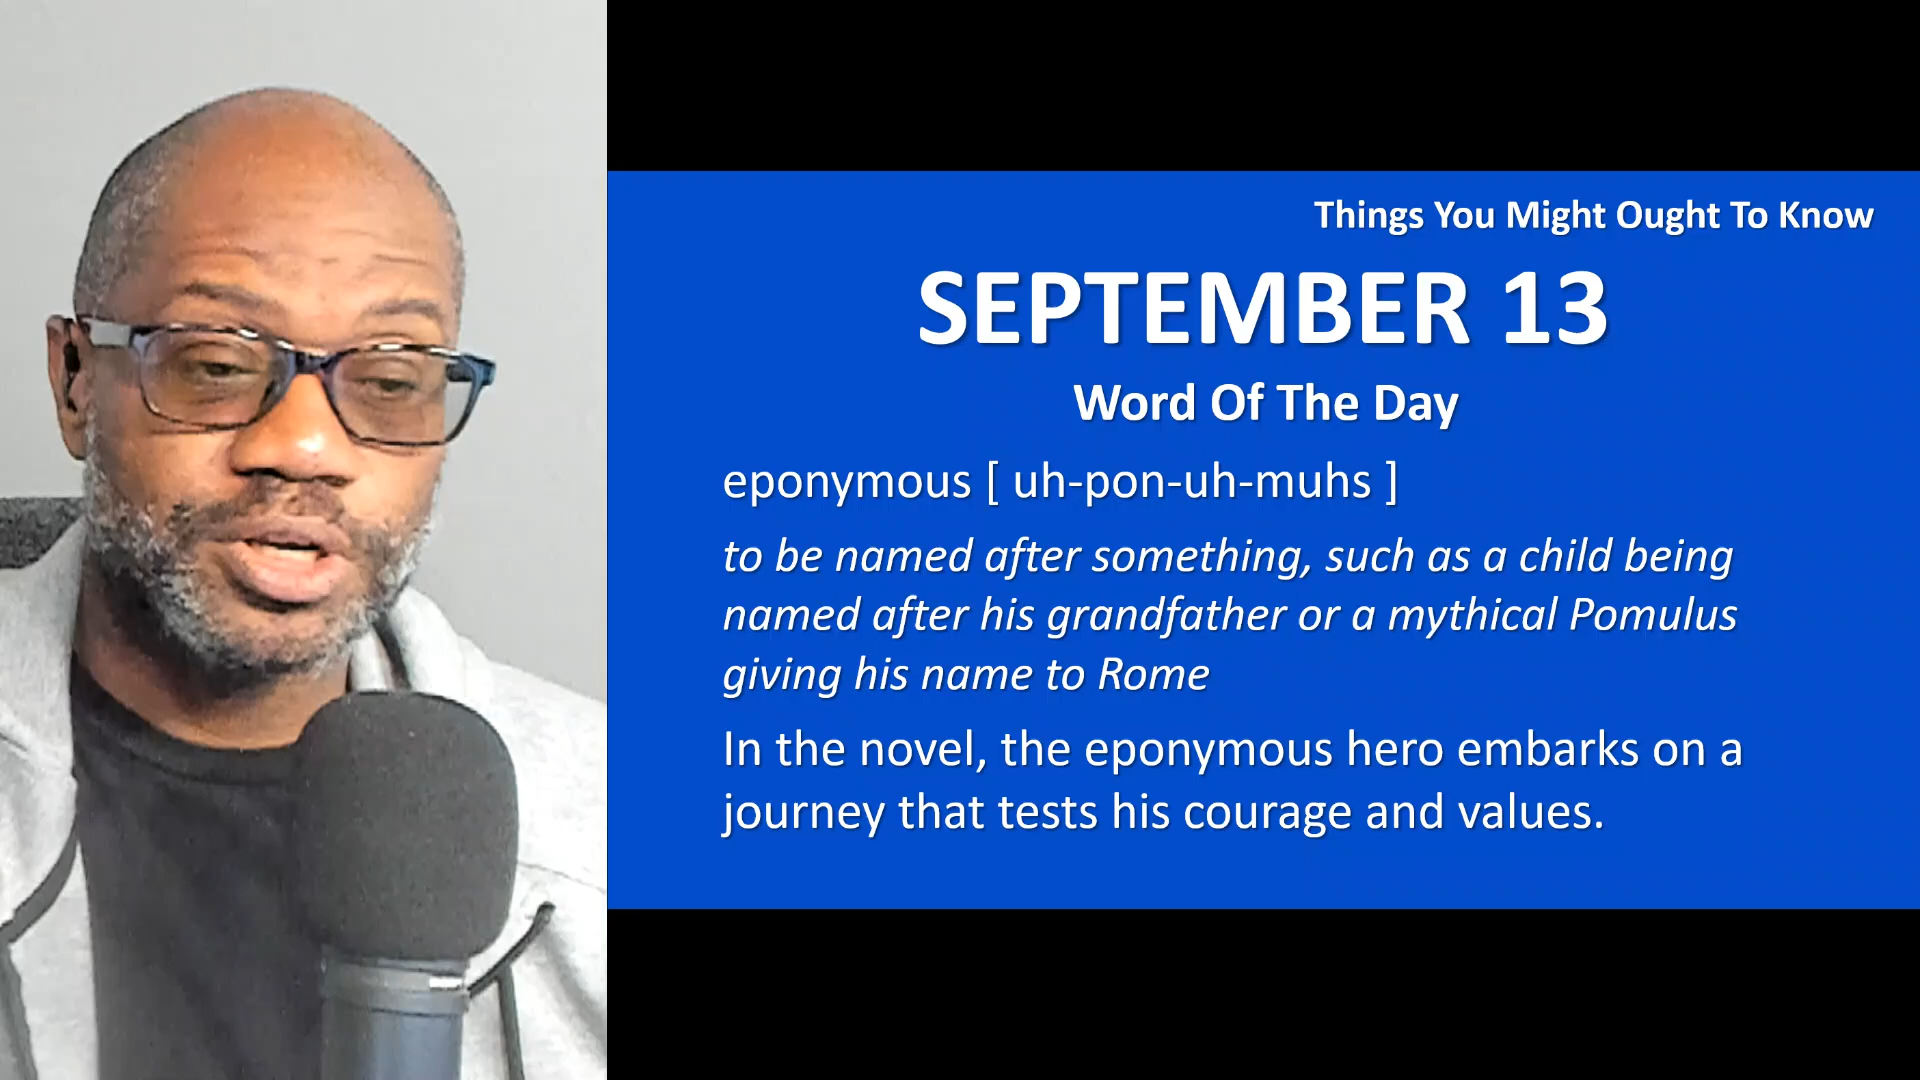 Things You Might Ought To Know
SEPTEMBER 13
Word Of The Day
eponymous [ uh-pon-uh-muhs ]
to be named after something, such as a child being
named after his grandfather or a mythical Pomulus
giving his name to Rome
In the novel, the eponymous hero embarks on a
journey that tests his courage and values.